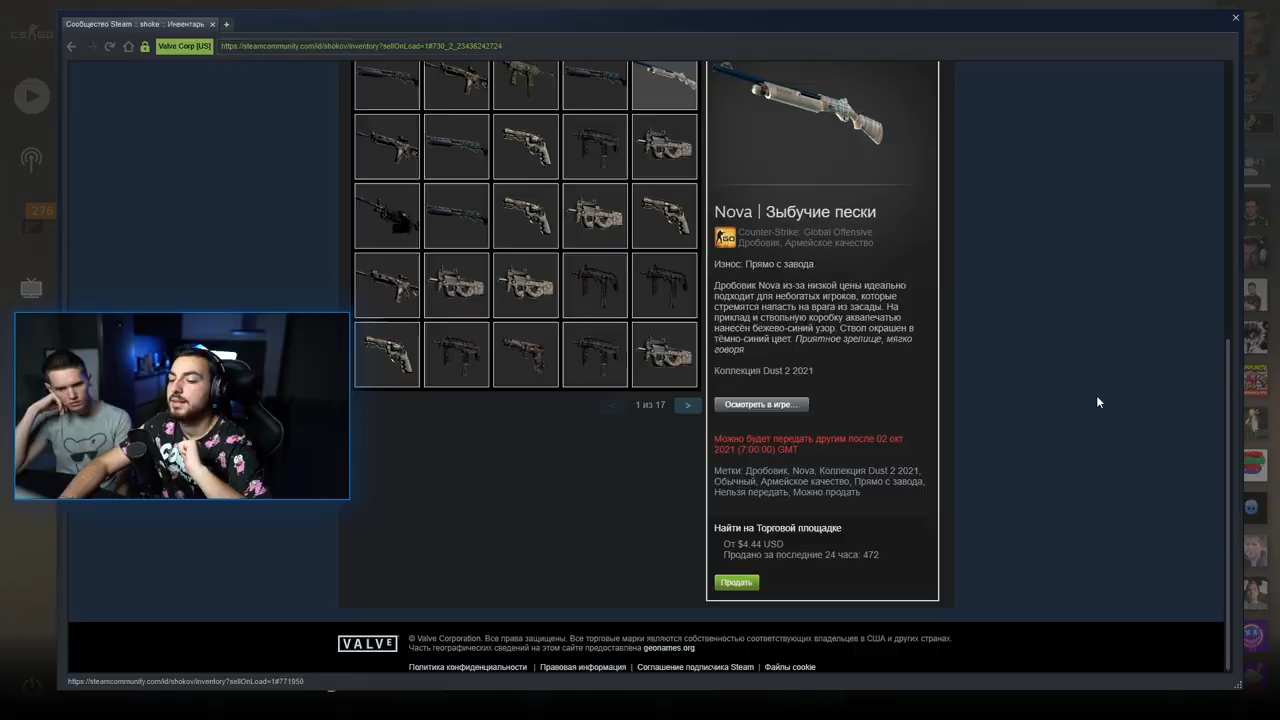 Сообщество Steam :: shoke :: Инвентарь
Valve Corp [US]
https://steamcommunity.com/id/shokov/inventory?sellOnLoad=1#730_2_23436242724
276
Nova | Зыбучие пески
Counter-Strike: Global Offensive
Дробовик, Армейское качество
Износ: Прямо с завода
Дробовик Nova из-за низкой цены идеально
подходит для небогатых игроков, которые
стремятся напасть на врага из засады. На
приклад и ствольную коробку аквапечатью
нанесён бежево-синий узор. Ствол окрашен в
тёмно-синий цвет. Приятное зрелище, мягко
говоря
Коллекция Dust 2 2021
1 из 17
Осмотреть в игре...
Можно будет передать другим после 02 окт
2021 (7:00:00) GMT
Метки: Дробовик, Nova, Коллекция Dust 2 2021,
Обычный, Армейское качество, Прямо с завода,
Нельзя передать, Можно продать
Найти на Торговой площадке
От $4.44 USD
Продано за последние 24 часа: 472
Продать
VALVE
© Valve Corporation. Все права защищены. Все торговые марки являются собственностью соответствующих владельцев в США и других странах.
Часть географических сведений на этом сайте предоставлена geonames.org.
Политика конфиденциальности | Правовая информация | Соглашение подписчика Steam | Файлы cookie
https://steamcommunity.com/id/shokov/inventory?sellOnLoad=1#771950